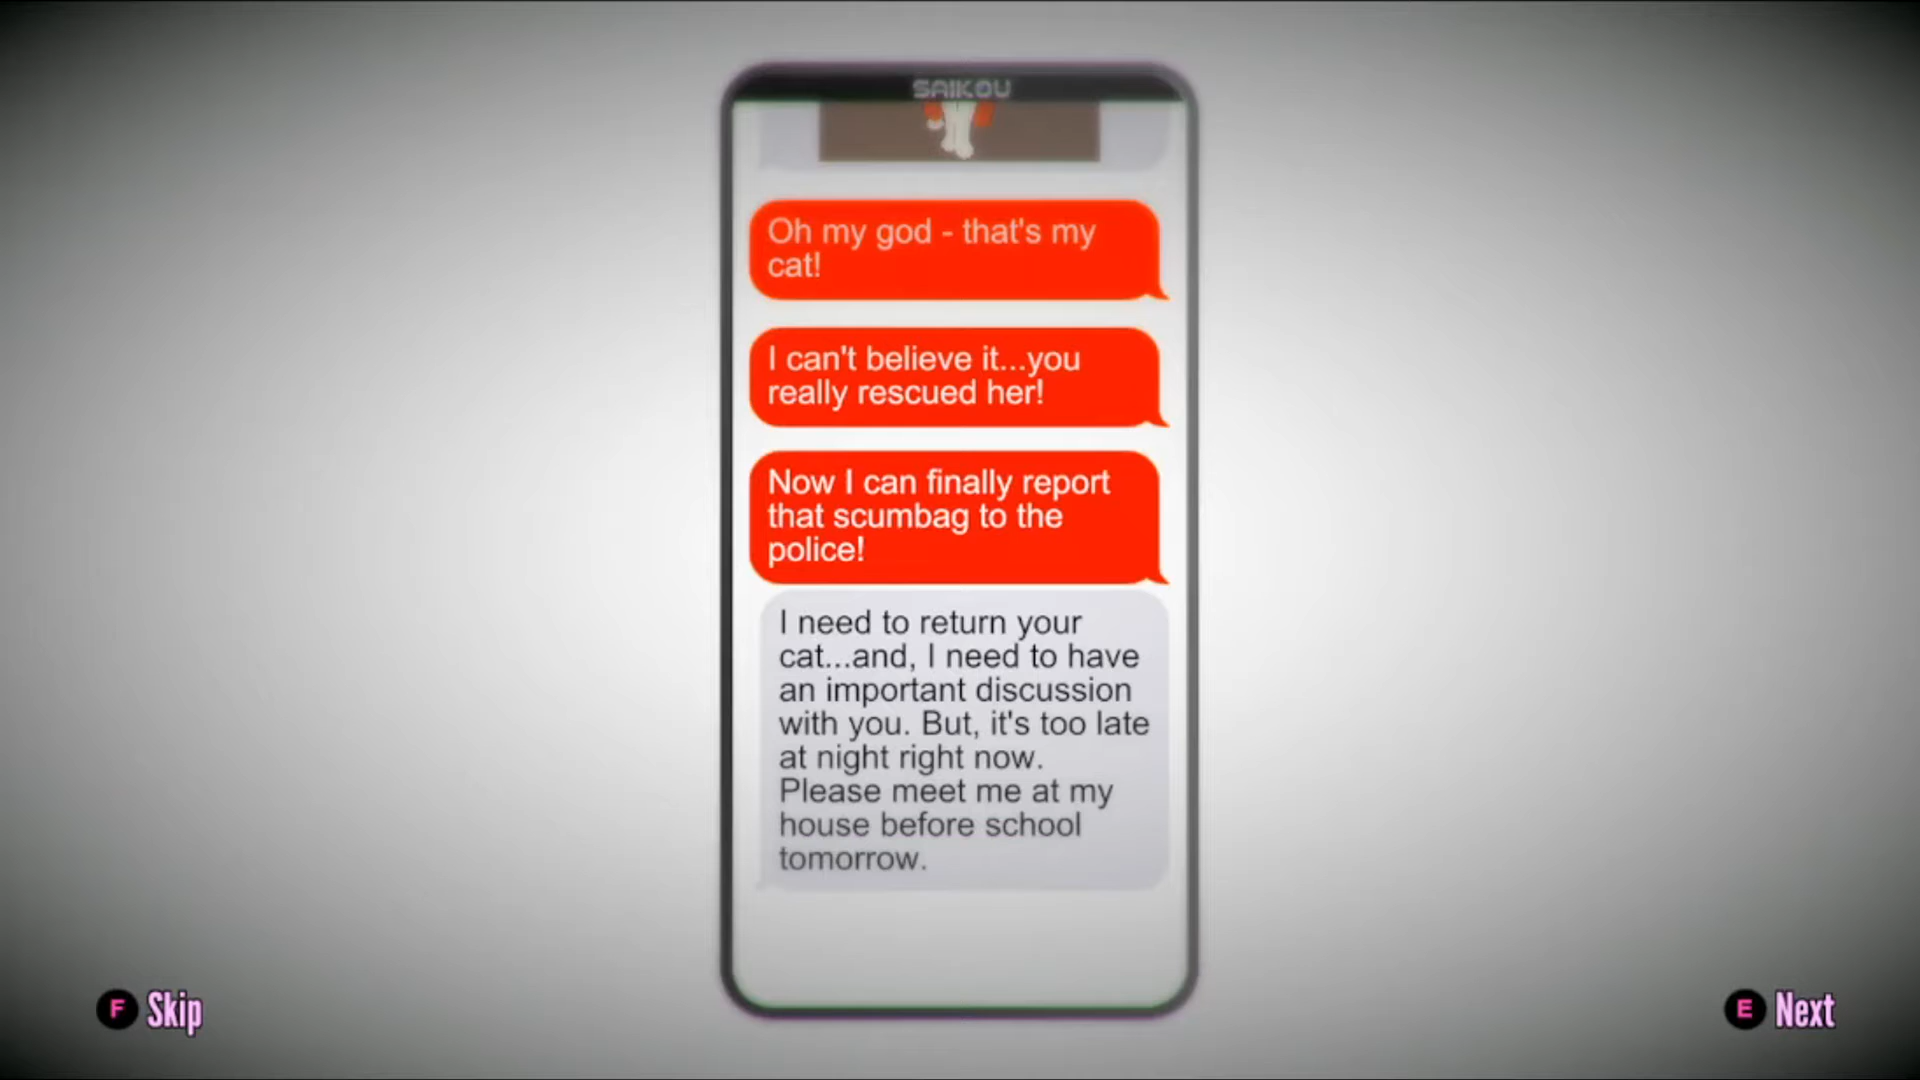 SAIKOU
Oh my god - that's my
cat!
I can't believe it...you
really rescued her!
Now I can finally report
that scumbag to the
police!
I need to return your
cat...and, I need to have
an important discussion
with you. But, it's too late
at night right now.
Please meet me at my
house before school
tomorrow.
F Skip
E Next